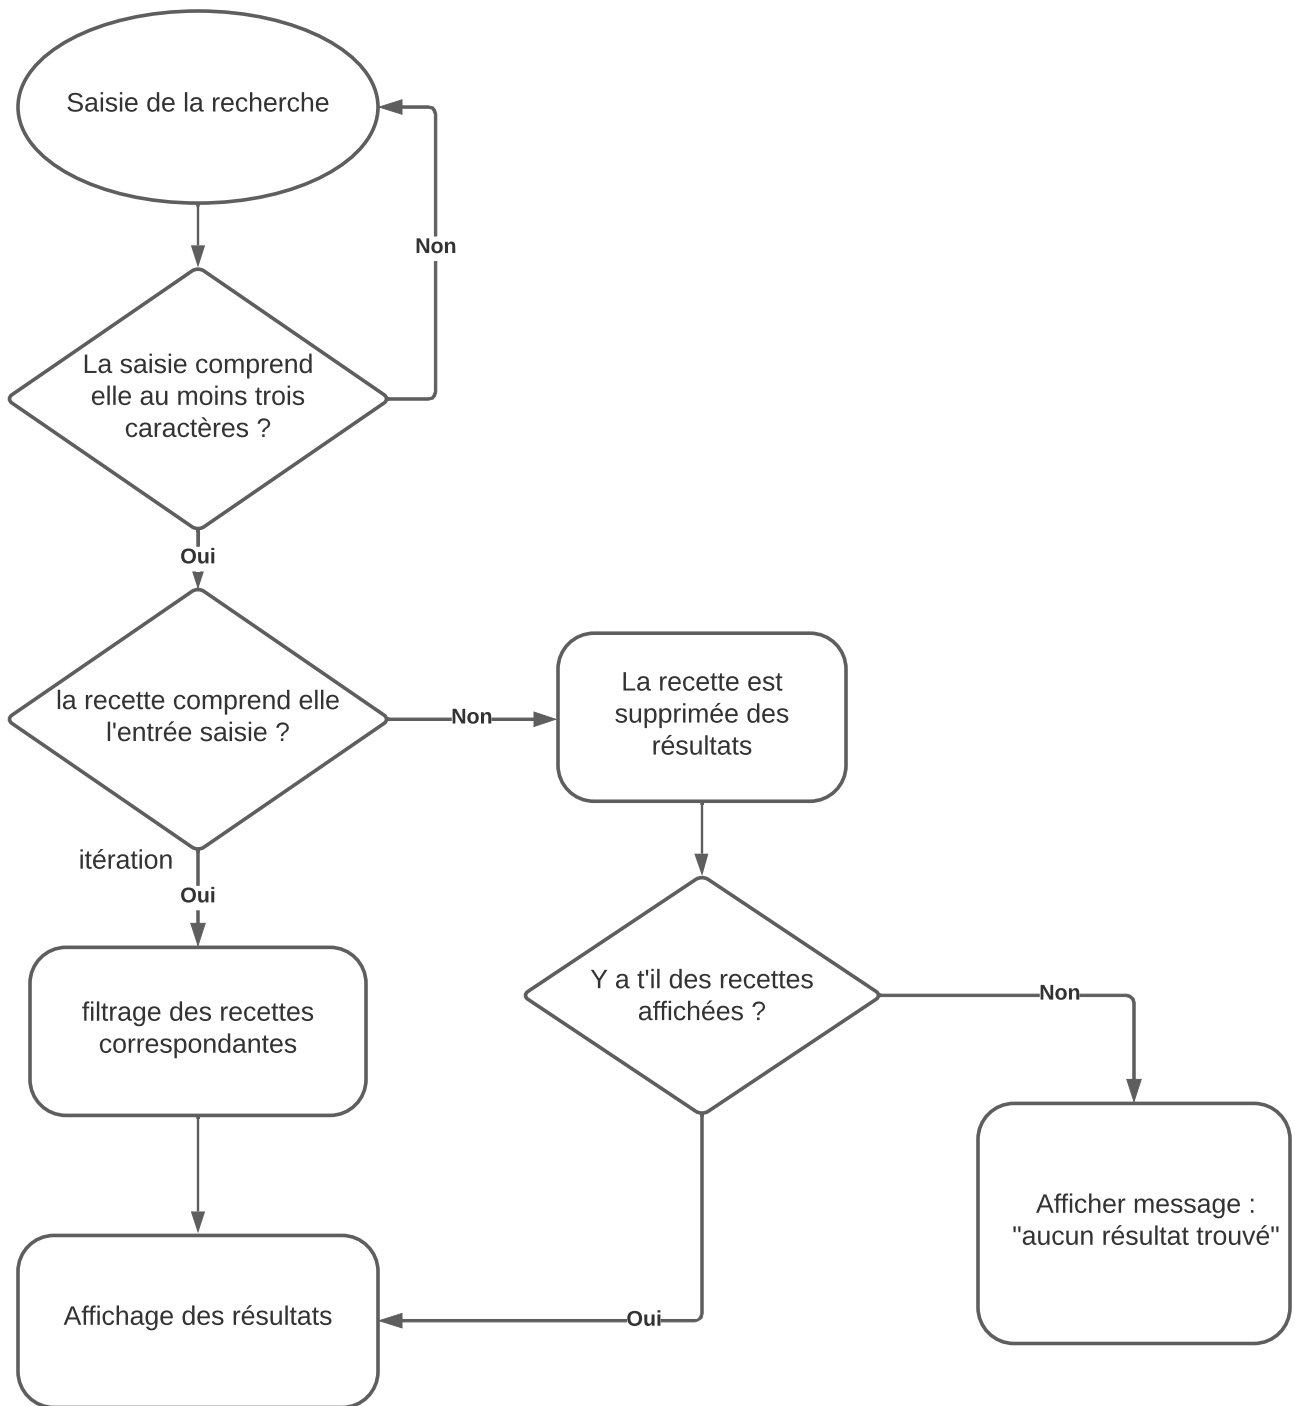 Saisie de la recherche
Non
La saisie comprend
elle au moins trois
caractères ?
Oui
la recette comprend elle
l'entrée saisie ?
Non
La recette est
supprimée des
résultats
itération
Oui
filtrage des recettes
correspondantes
Y a t'il des recettes
affichées ?
Non
Afficher message :
"aucun résultat trouvé"
Affichage des résultats
Oui